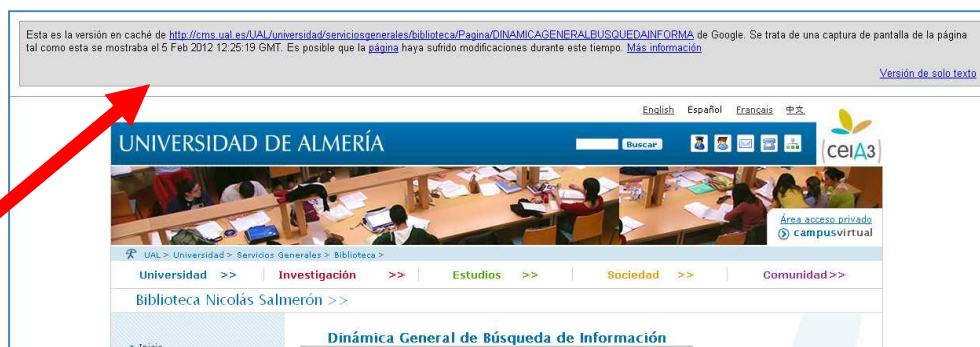 Esta es la versión en caché de http://cms.ual.es/UAL/universidad/serviciosgenerales/biblioteca/Pagina/DINAMICAGENERALBUSQUEDAINFORMA de Google. Se trata de una captura de pantalla de la página
tal como esta se mostraba el 5 Feb 2012 12:25:19 GMT. Es posible que la página haya sufrido modificaciones durante este tiempo. Más información
Versión de solo texto
English Español Français 中文
UNIVERSIDAD DE ALMERÍA
Buscar
ceiA3
Área acceso privado
campusvirtual
UAL > Universidad > Servicios Generales > Biblioteca >
Universidad >> Investigación >> Estudios >> Sociedad >> Comunidad >>
Biblioteca Nicolás Salmerón >>
Dinámica General de Búsqueda de Información
> Inicio